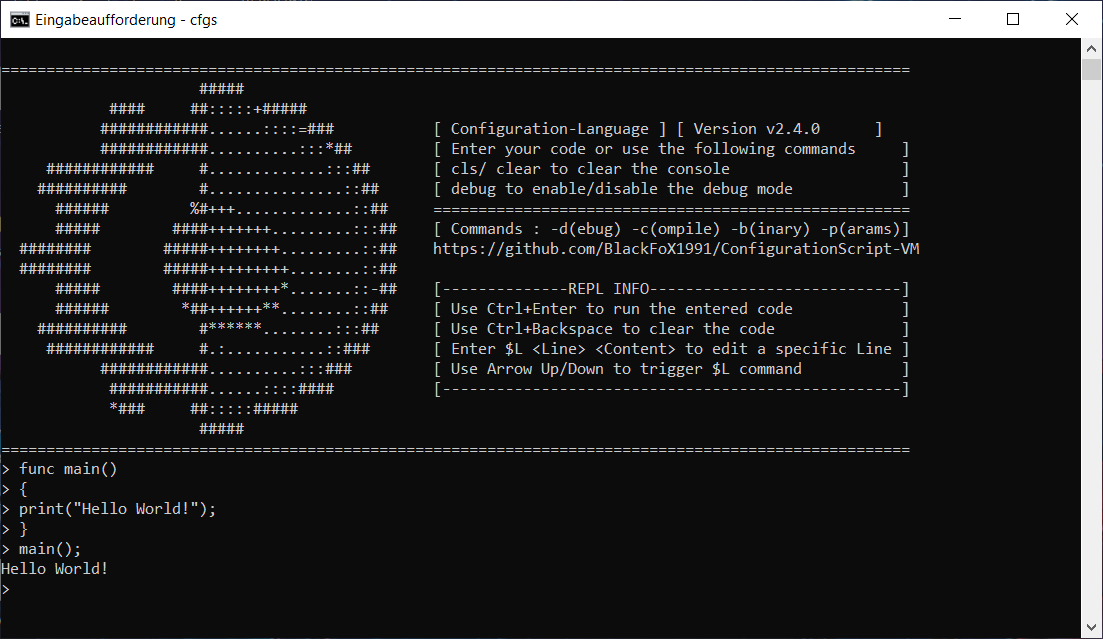 Eingabeaufforderung - cfgs
=====================================================================================================
                      #####
            ####     ##:::::+#####
           ############......::::=###           [ Configuration-Language ] [ Version v2.4.0      ]
           ############..........:::*##         [ Enter your code or use the following commands     ]
     ############     #.............:::##       [ cls/ clear to clear the console                   ]
    ##########        #...............::##      [ debug to enable/disable the debug mode            ]
      ######         %#+++.............::##     =====================================================
      #####        ####+++++++.........:::##    [ Commands : -d(ebug) -c(ompile) -b(inary) -p(arams)]
  ########        #####++++++++.........::##    https://github.com/BlackFoX1991/ConfigurationScript-VM
  ########        #####+++++++++........::##
      #####        ####++++++++*.......::-##    [--------------REPL INFO----------------------------]
      ######        *##++++++**........::##     [ Use Ctrl+Enter to run the entered code            ]
    ##########        #******........:::##      [ Use Ctrl+Backspace to clear the code              ]
     ############     #.:...........::###       [ Enter $L <Line> <Content> to edit a specific Line ]
           ############..........:::###         [ Use Arrow Up/Down to trigger $L command           ]
            ###########......::::####           [---------------------------------------------------]
            *###     ##:::::#####
                      #####
=====================================================================================================
> func main()
> {
> print("Hello World!");
> }
> main();
Hello World!
>